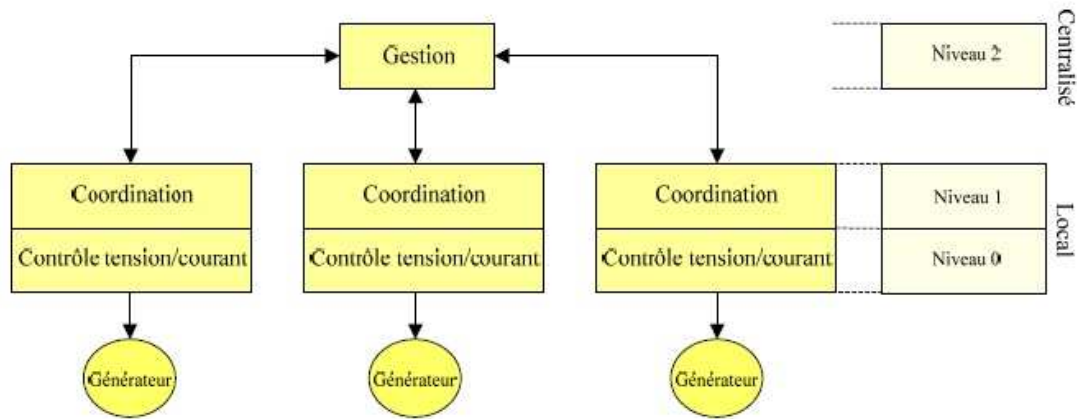 Gestion
Niveau 2
Centralisé
Coordination
Coordination
Coordination
Niveau 1
Contrôle tension/courant
Contrôle tension/courant
Contrôle tension/courant
Niveau 0
Local
Générateur
Générateur
Générateur